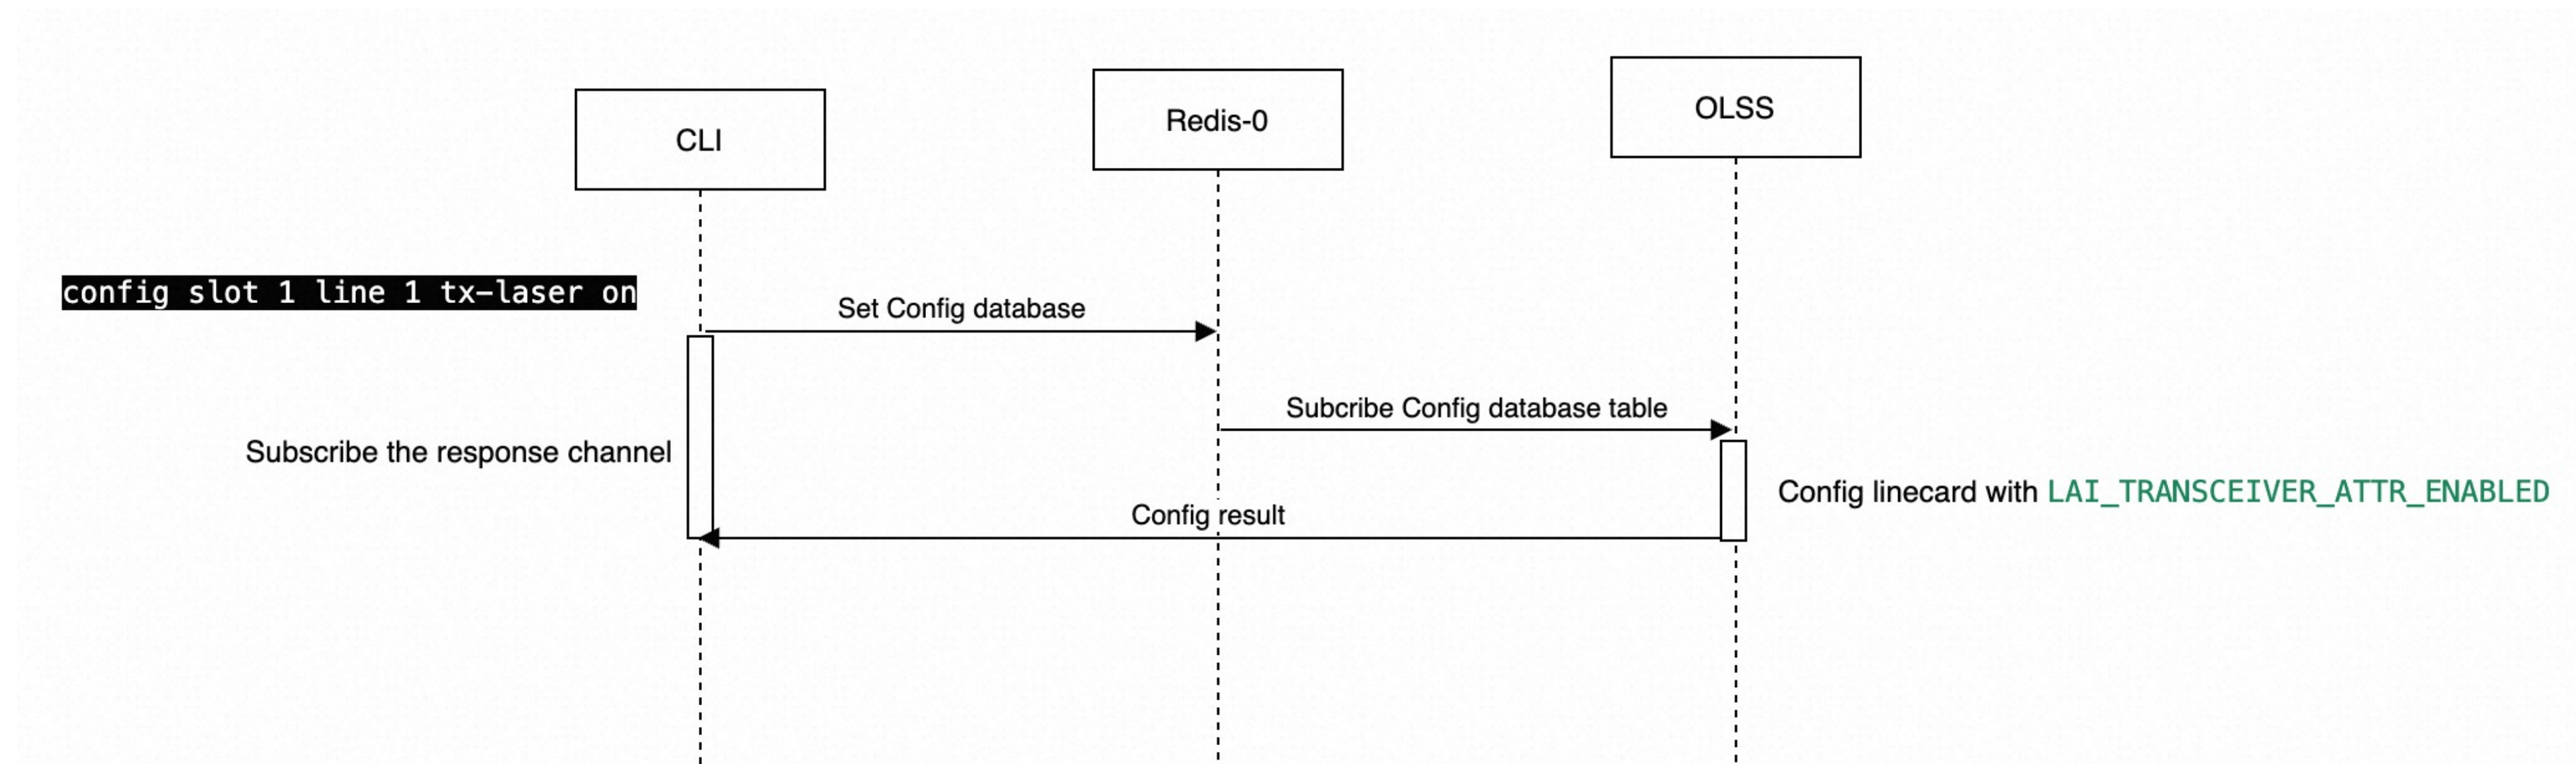 CLI
Redis-0
OLSS
config slot 1 line 1 tx-laser on
Set Config database
Subcribe Config database table
Subscribe the response channel
Config linecard with LAI_TRANSCEIVER_ATTR_ENABLED
Config result